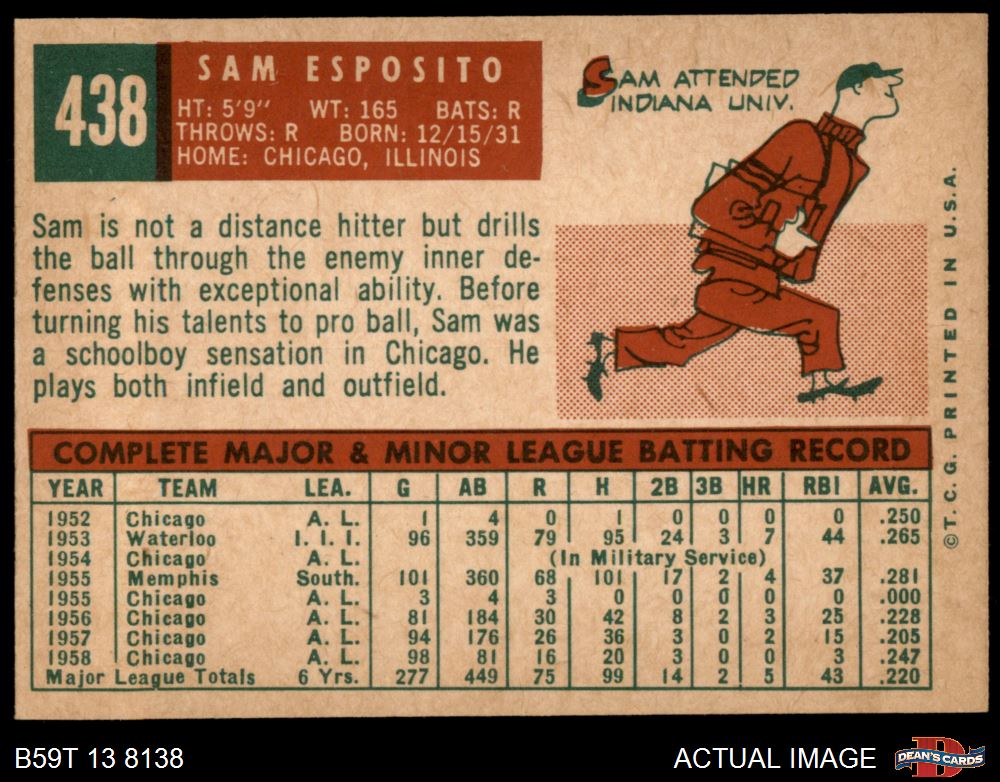 438
SAM ESPOSITO
HT: 5'9" WT: 165 BATS: R
THROWS: R BORN: 12/15/31
HOME: CHICAGO, ILLINOIS
SAM ATTENDED
INDIANA UNIV.
Sam is not a distance hitter but drills
the ball through the enemy inner de-
fenses with exceptional ability. Before
turning his talents to pro ball, Sam was
a schoolboy sensation in Chicago. He
plays both infield and outfield.
©T.C.G. PRINTED IN U.S.A.
COMPLETE MAJOR & MINOR LEAGUE BATTING RECORD
YEAR TEAM LEA. G AB R H 2B 3B HR RBI AVG.
1952 Chicago A. L. 1 4 0 1 0 0 0 0 .250
1953 Waterloo I. I. I. 96 359 79 95 24 3 7 44 .265
1954 Chicago A. L. (In Military Service)
1955 Memphis South. 101 360 68 101 17 2 4 37 .281
1955 Chicago A. L. 3 4 3 0 0 0 0 0 .000
1956 Chicago A. L. 81 184 30 42 8 2 3 25 .228
1957 Chicago A. L. 94 176 26 36 3 0 2 15 .205
1958 Chicago A. L. 98 81 16 20 3 0 0 3 .247
Major League Totals 6 Yrs. 277 449 75 99 14 2 5 43 .220
B59T 13 8138
ACTUAL IMAGE
D
DEAN'S CARDS